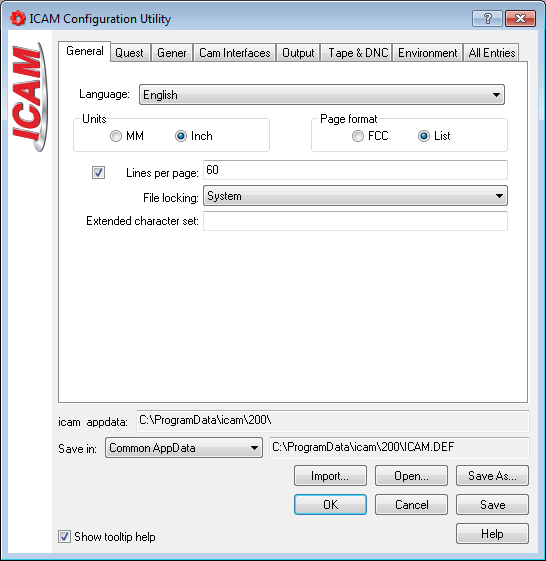 ICAM Configuration Utility
?
ICAM
General Quest Gener Cam Interfaces Output Tape & DNC Environment All Entries
Language: English
Units
MM Inch
Page format
FCC List
Lines per page: 60
File locking: System
Extended character set:
icam_appdata: C:\ProgramData\icam\200\
Save in: Common AppData C:\ProgramData\icam\200\ICAM.DEF
Import... Open... Save As...
OK Cancel Save
Show tooltip help Help